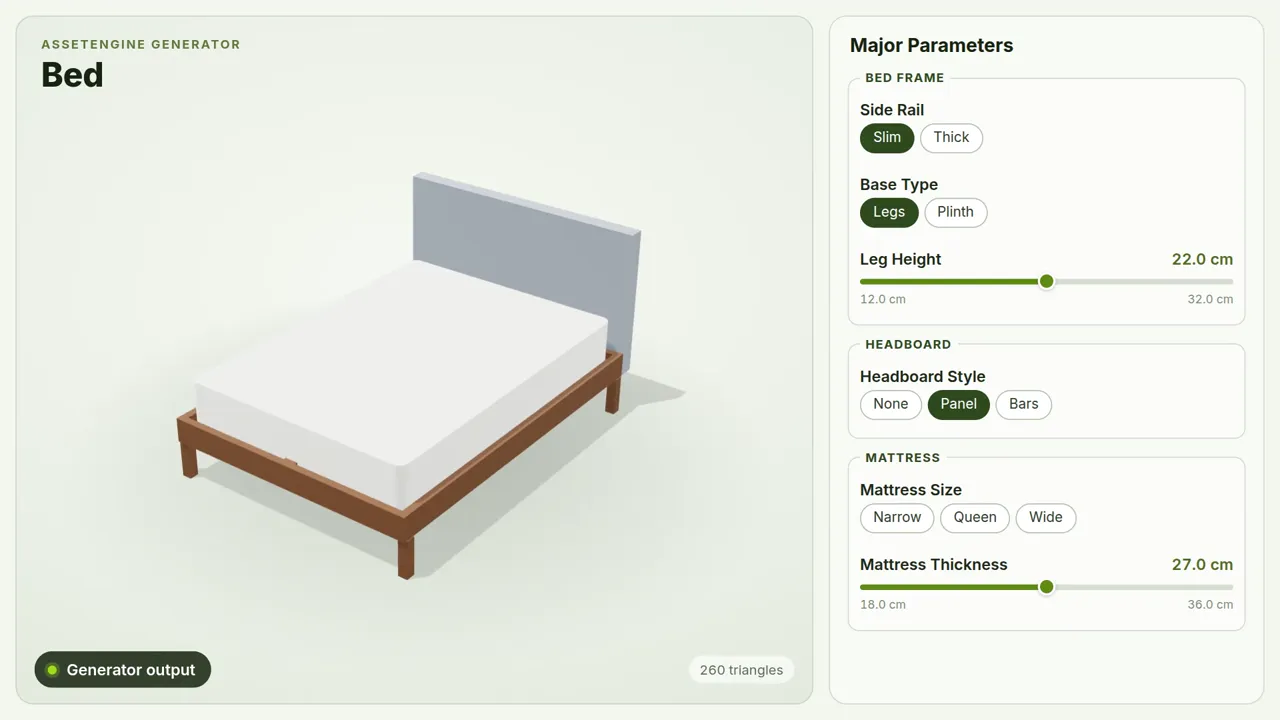 ASSETENGINE GENERATOR
Bed
Generator output
260 triangles
Major Parameters
BED FRAME
Side Rail
Slim Thick
Base Type
Legs Plinth
Leg Height 22.0 cm
12.0 cm 32.0 cm
HEADBOARD
Headboard Style
None Panel Bars
MATTRESS
Mattress Size
Narrow Queen Wide
Mattress Thickness 27.0 cm
18.0 cm 36.0 cm